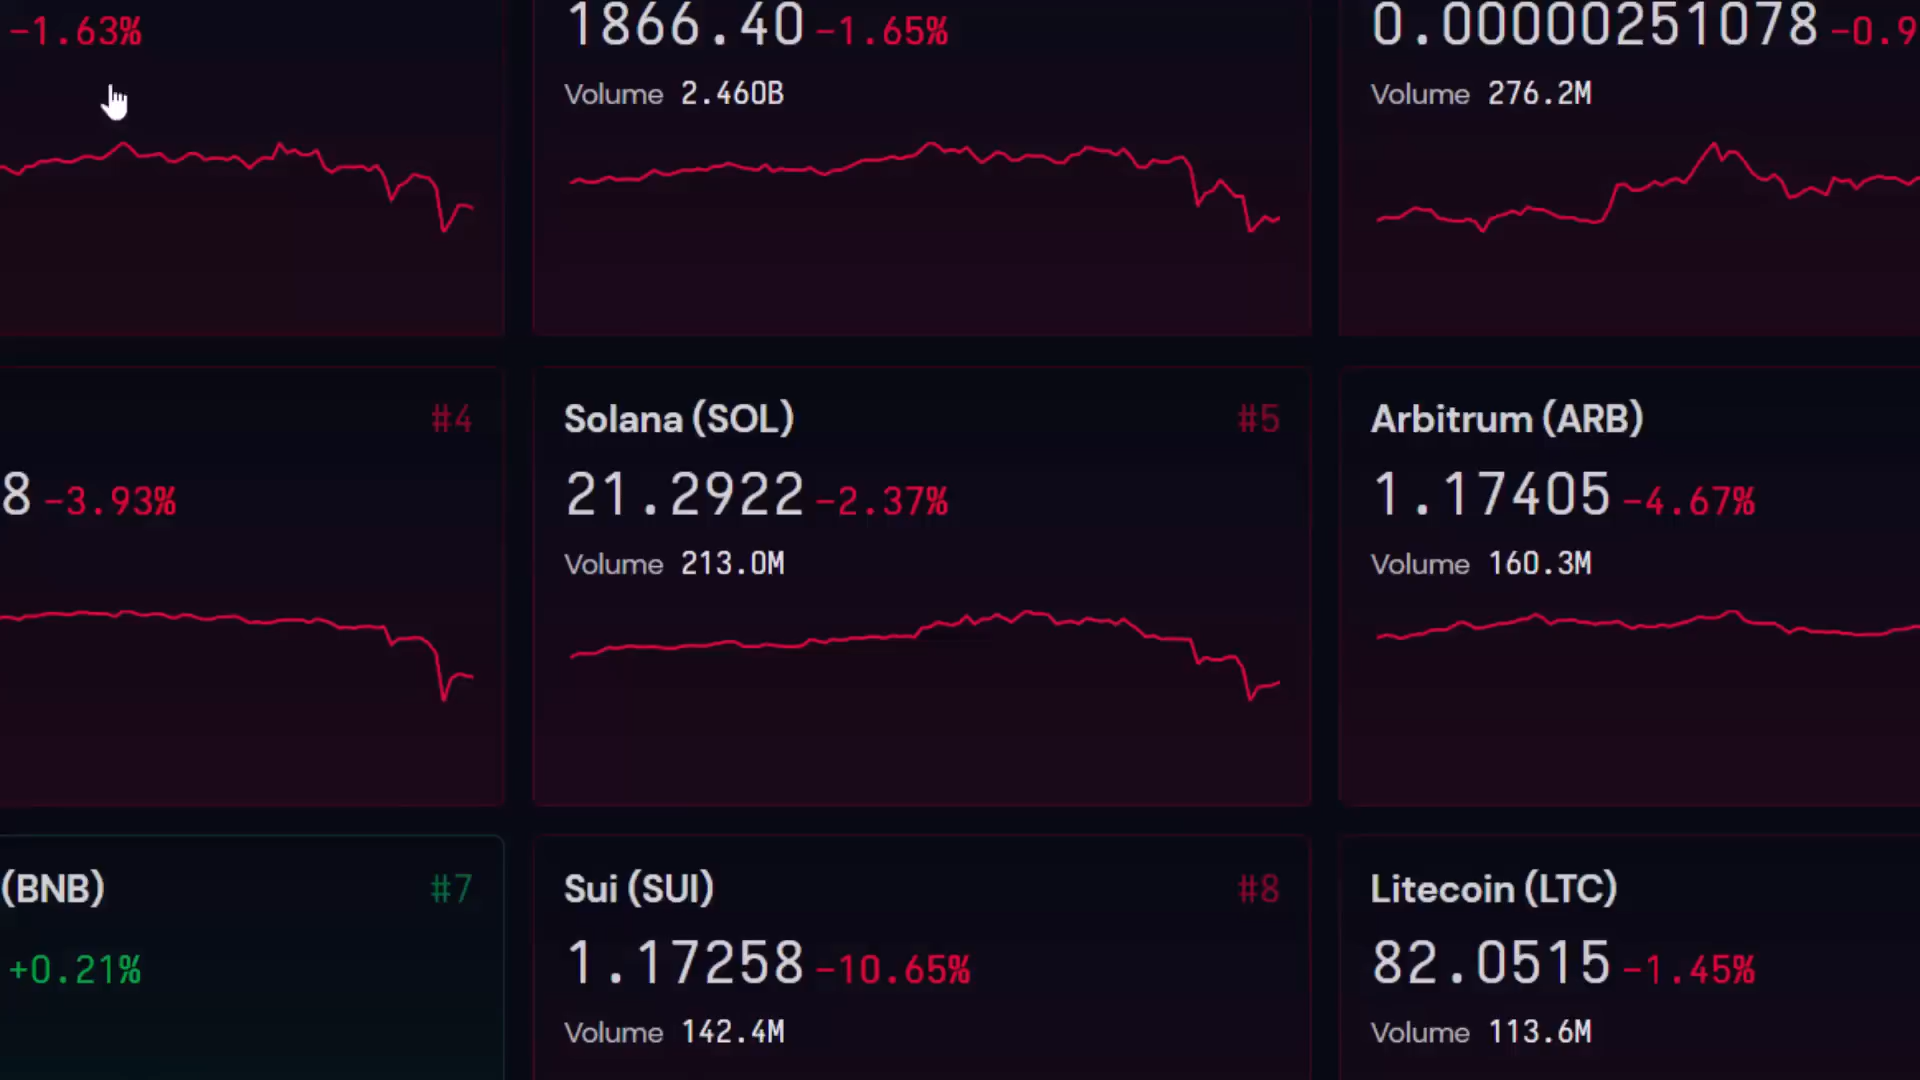 -1.63%
1866.40 -1.65%
Volume 2.460B
0.00000251078 -0.9
Volume 276.2M
#4
8 -3.93%
Solana (SOL) #5
21.2922 -2.37%
Volume 213.0M
Arbitrum (ARB)
1.17405 -4.67%
Volume 160.3M
(BNB) #7
+0.21%
Sui (SUI) #8
1.17258 -10.65%
Volume 142.4M
Litecoin (LTC)
82.0515 -1.45%
Volume 113.6M